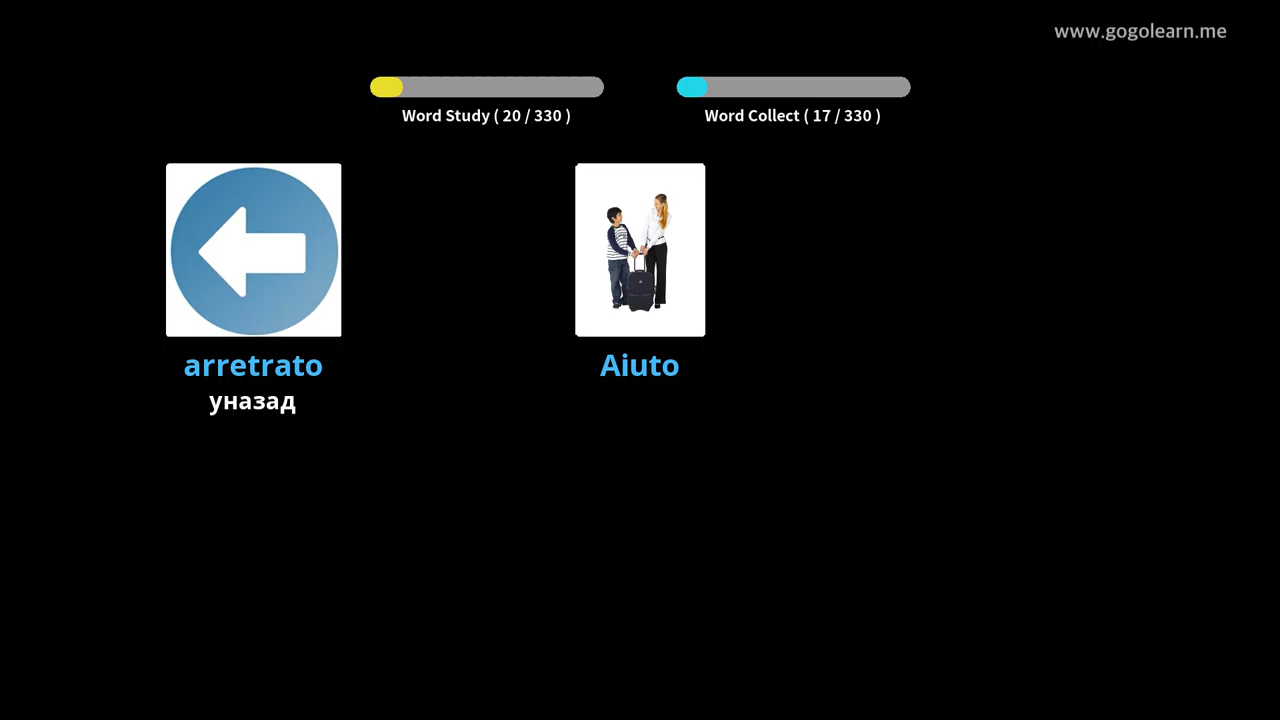 www.gogolearn.me
Word Study ( 20 / 330 )
Word Collect ( 17 / 330 )
arretrato
уназад
Aiuto